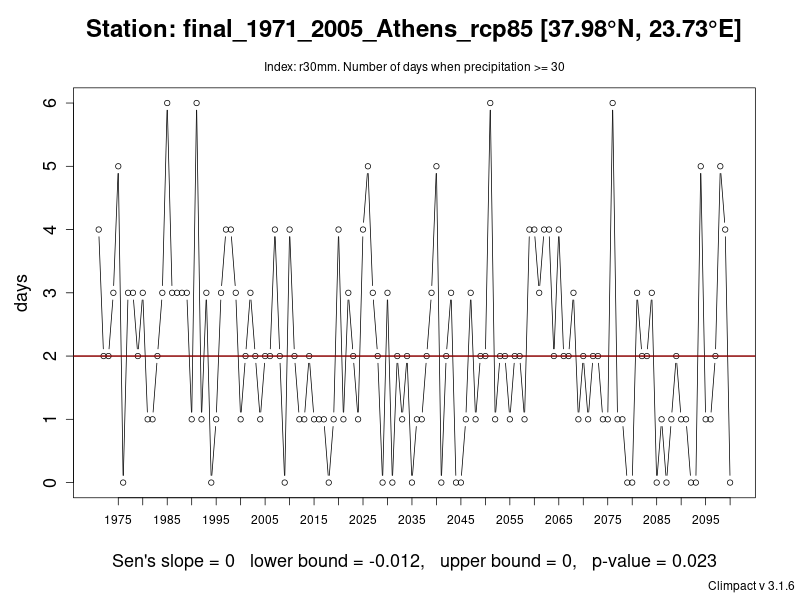 Station: final_1971_2005_Athens_rcp85 [37.98°N, 23.73°E]
Index: r30mm. Number of days when precipitation >= 30
6
5
4
3
2
1
0
days
1975 1985 1995 2005 2015 2025 2035 2045 2055 2065 2075 2085 2095
Sen's slope = 0 lower bound = -0.012, upper bound = 0, p-value = 0.023
Climpact v 3.1.6